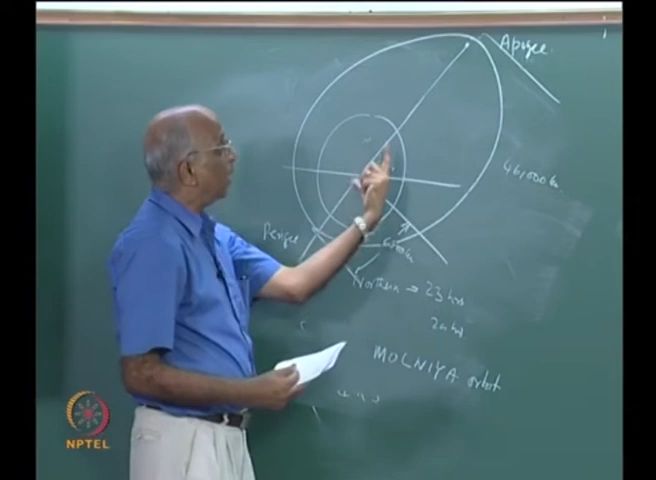 Apogee
46,000 km
Perigee
Northern → 23 hrs
24 hrs
MOLNIYA orbit
NPTEL